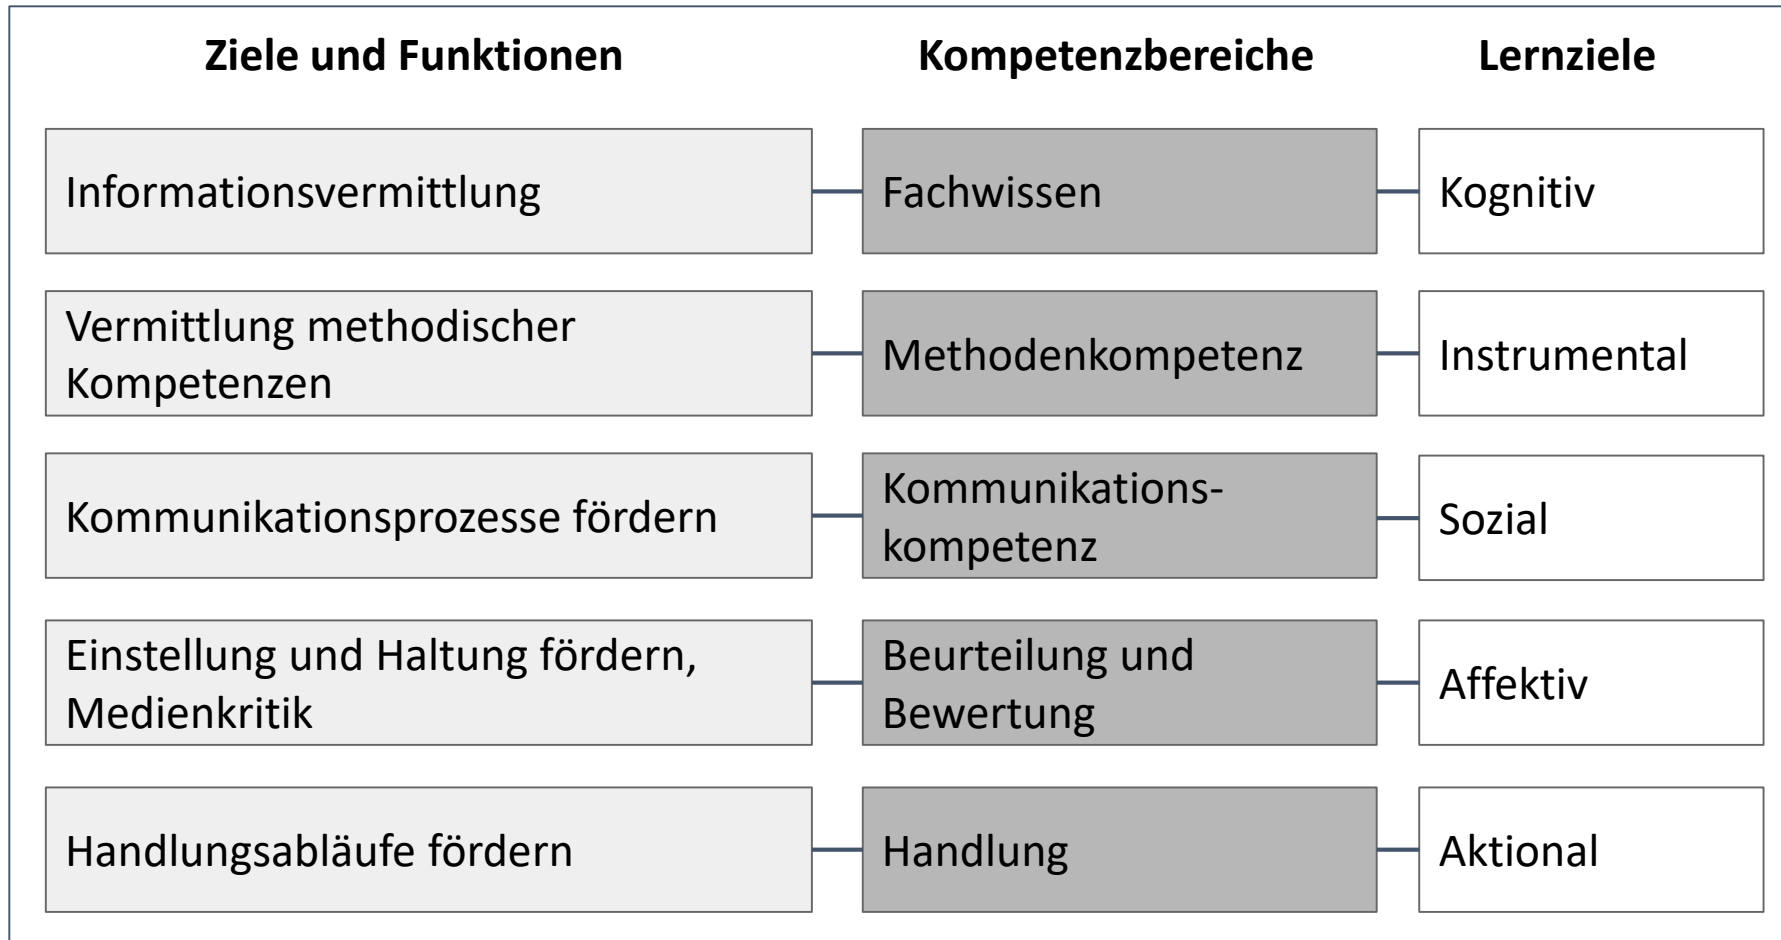 Ziele und Funktionen
Kompetenzbereiche
Lernziele
Informationsvermittlung
Fachwissen
Kognitiv
Vermittlung methodischer
Kompetenzen
Methodenkompetenz
Instrumental
Kommunikationsprozesse fördern
Kommunikations-
kompetenz
Sozial
Einstellung und Haltung fördern,
Medienkritik
Beurteilung und
Bewertung
Affektiv
Handlungsabläufe fördern
Handlung
Aktional